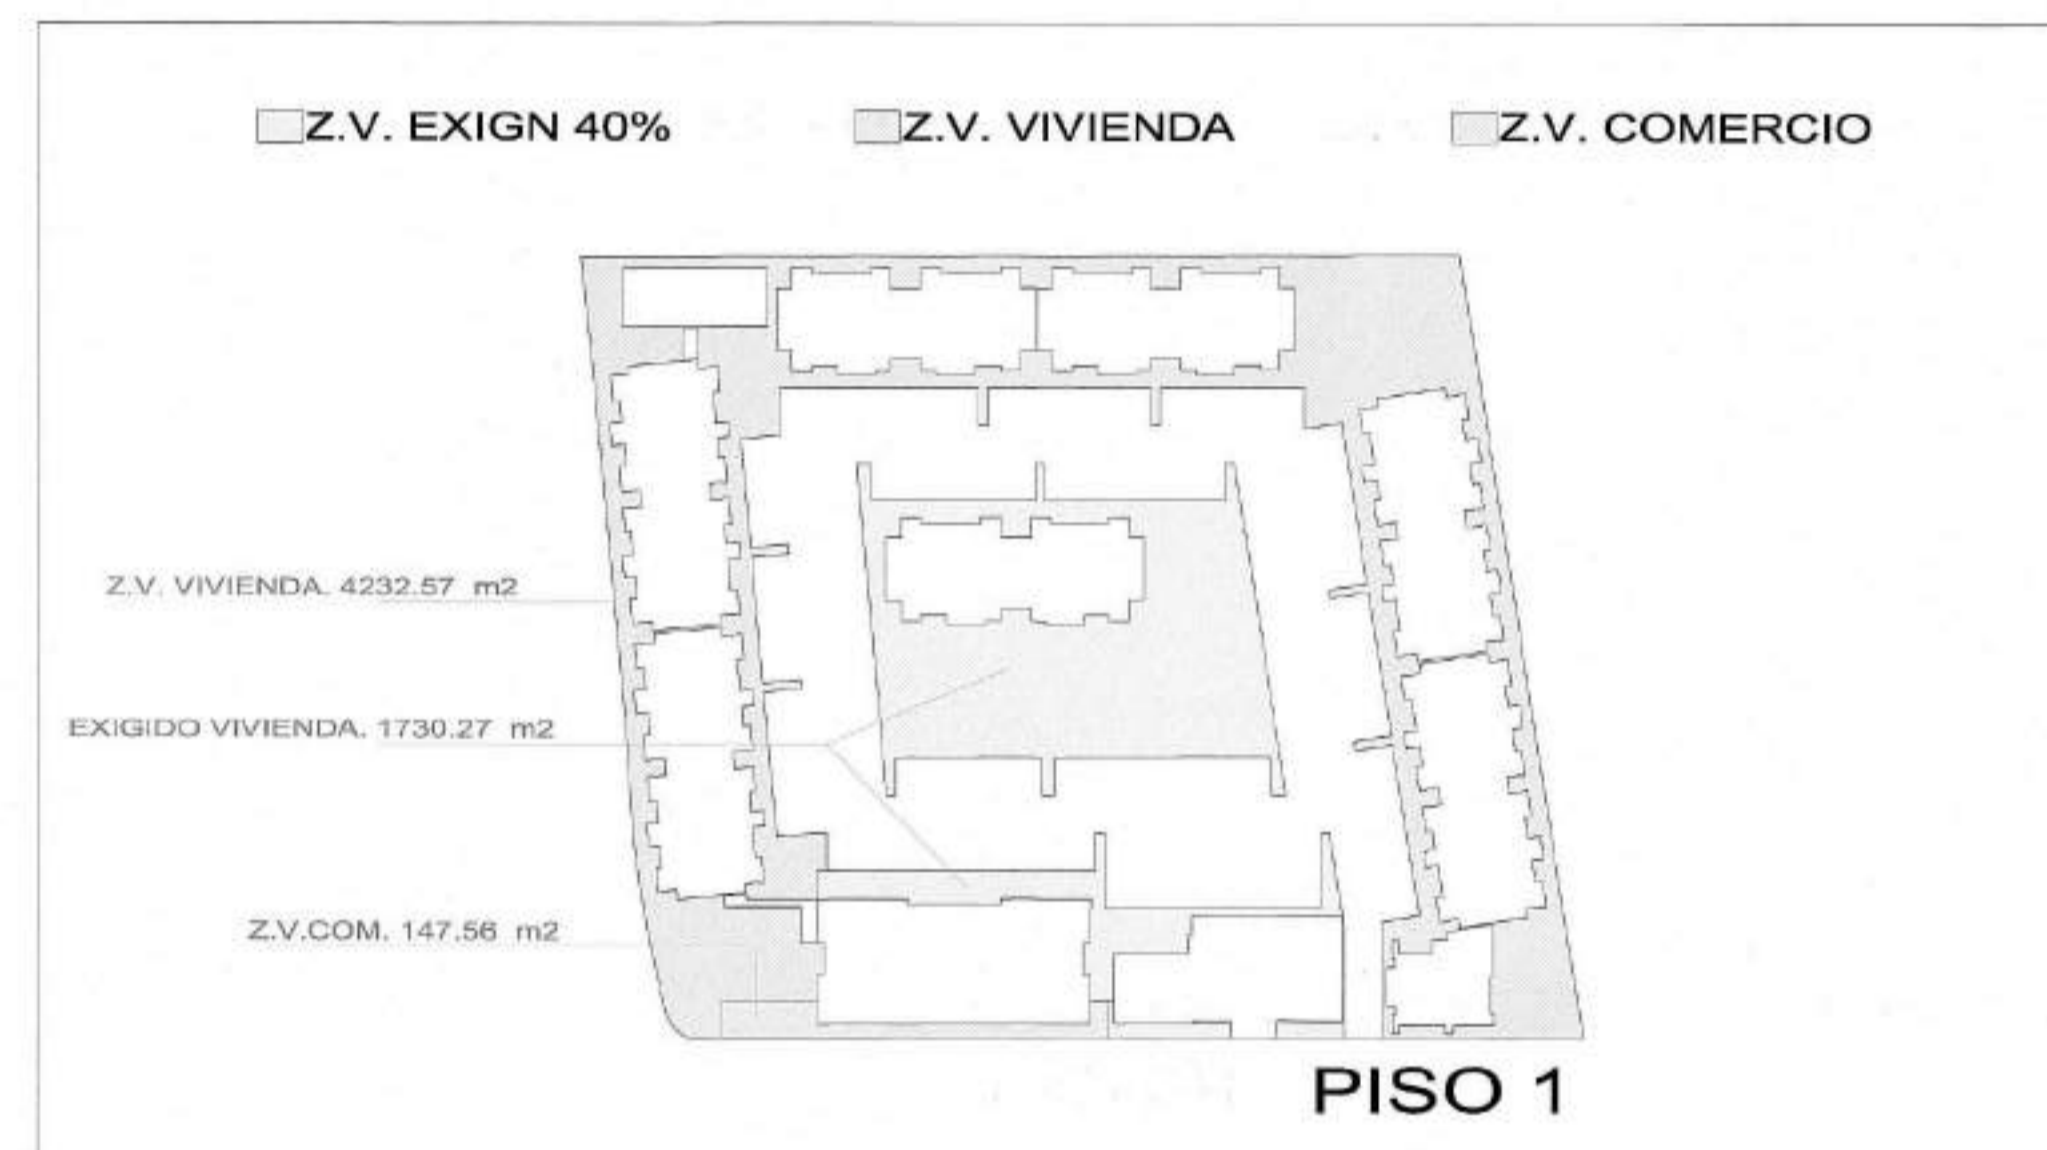 Z.V. EXIGN 40%
Z.V. VIVIENDA
Z.V. COMERCIO
Z.V. VIVIENDA. 4232.57 m2
EXIGIDO VIVIENDA. 1730.27 m2
Z.V.COM. 147.56 m2
PISO 1